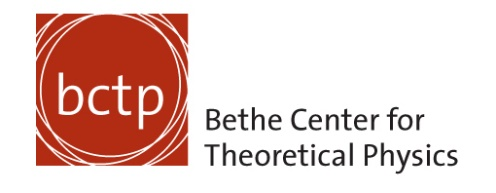 bctp
Bethe Center for
Theoretical Physics